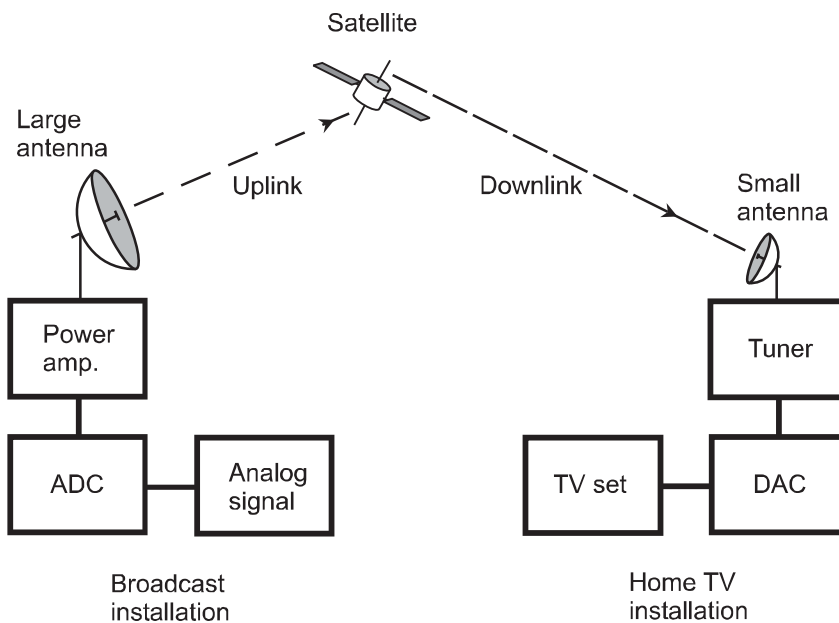 Satellite
Large
antenna
Uplink
Downlink
Small
antenna
Power
amp.
Tuner
ADC
Analog
signal
TV set
DAC
Broadcast
installation
Home TV
installation